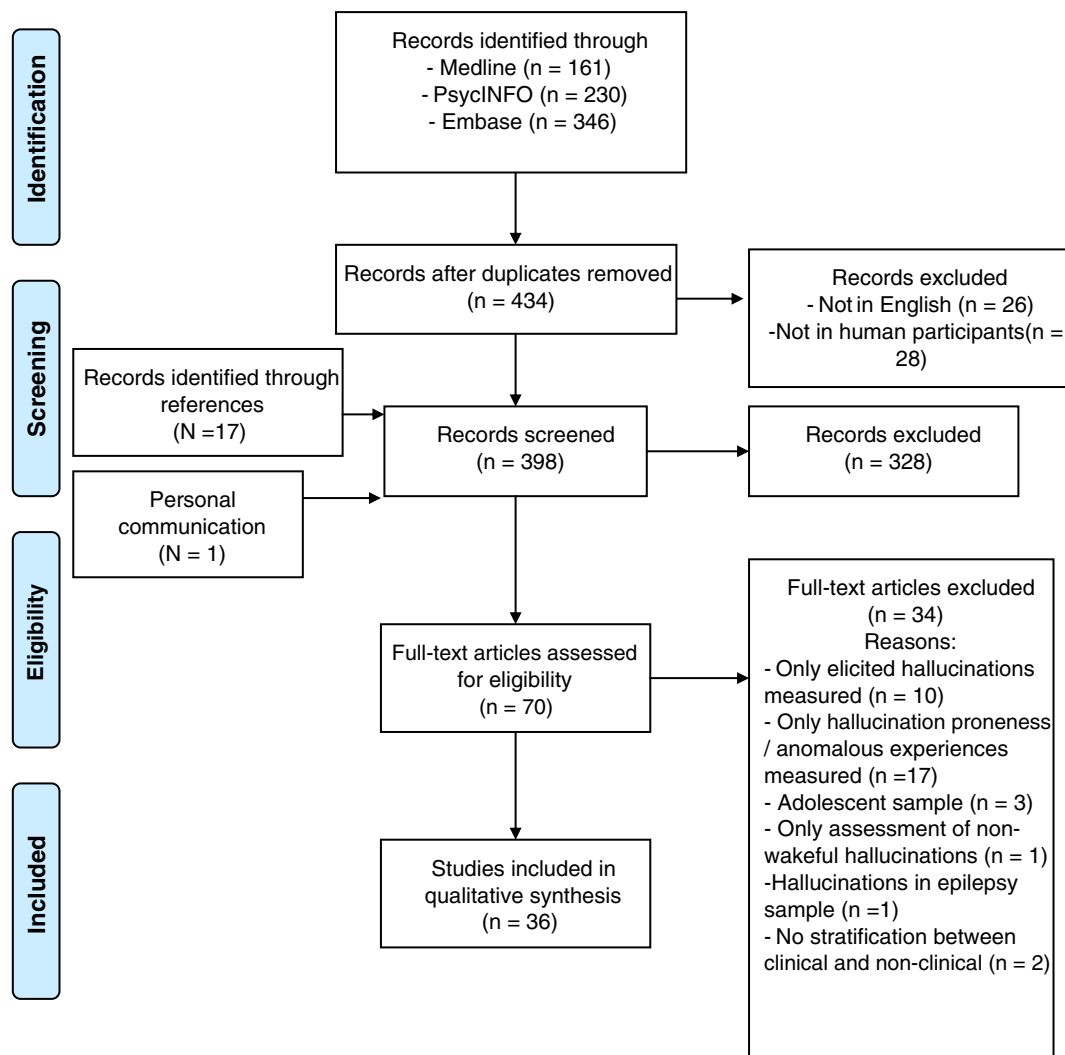 Identification
Records identified through
- Medline (n = 161)
- PsycINFO (n = 230)
- Embase (n = 346)
Records after duplicates removed
(n = 434)
Records excluded
- Not in English (n = 26)
-Not in human participants(n =
28)
Screening
Records identified through
references
(N =17)
Records screened
(n = 398)
Records excluded
(n = 328)
Personal
communication
(N = 1)
Eligibility
Full-text articles assessed
for eligibility
(n = 70)
Full-text articles excluded
(n = 34)
Reasons:
- Only elicited hallucinations
measured (n = 10)
- Only hallucination proneness
/ anomalous experiences
measured (n =17)
- Adolescent sample (n = 3)
- Only assessment of non-
wakeful hallucinations (n = 1)
-Hallucinations in epilepsy
sample (n =1)
- No stratification between
clinical and non-clinical (n = 2)
Included
Studies included in
qualitative synthesis
(n = 36)